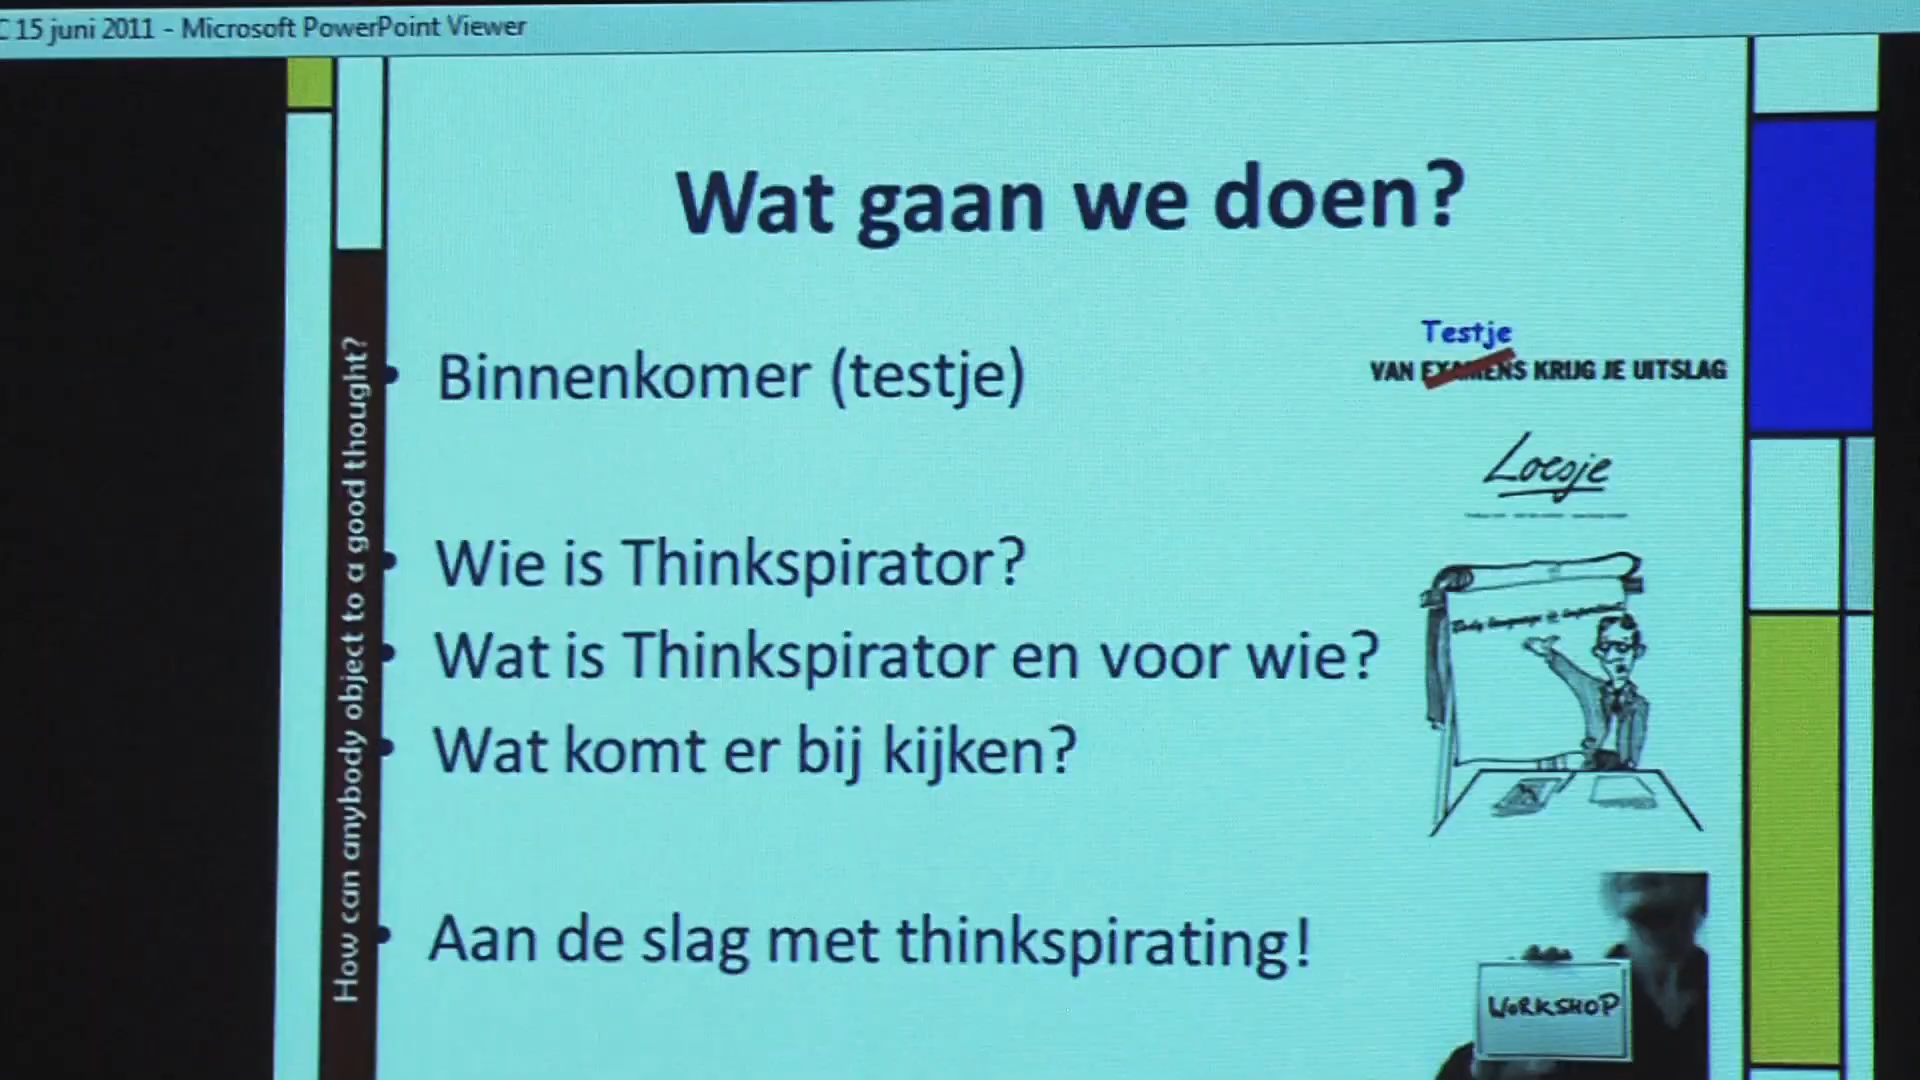 15 juni 2011 - Microsoft PowerPoint Viewer
Wat gaan we doen?
How can anybody object to a good thought?
• Binnenkomer (testje)
Testje
VAN EXAMENS KRIJG JE UITSLAG
Loesje
• Wie is Thinkspirator?
• Wat is Thinkspirator en voor wie?
• Wat komt er bij kijken?
• Aan de slag met thinkspirating!
WORKSHOP